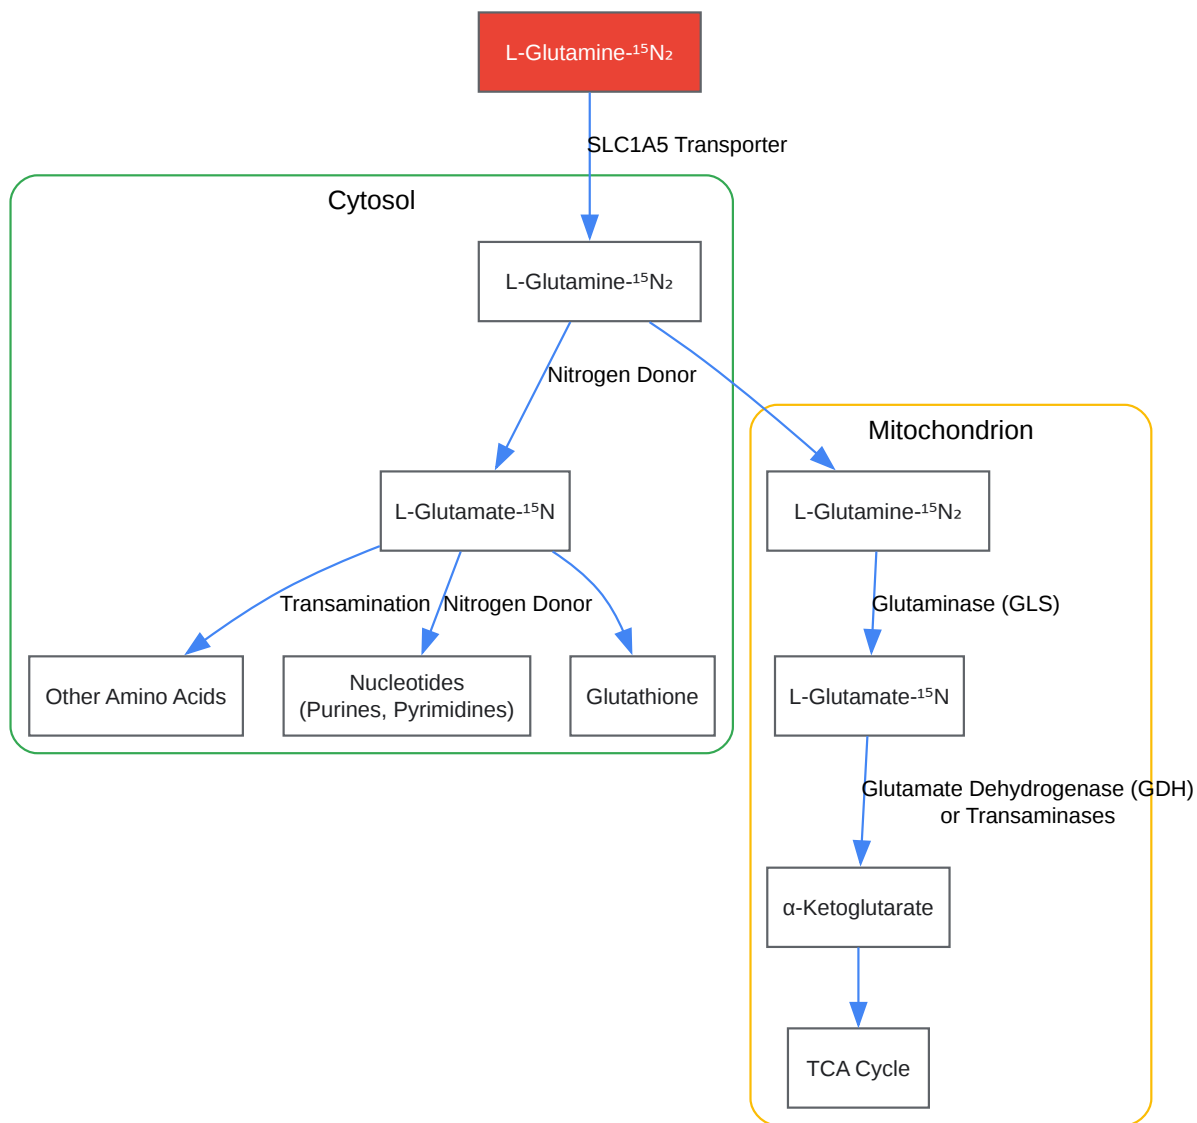 L-Glutamine-¹⁵N₂
SLC1A5 Transporter
Cytosol
L-Glutamine-¹⁵N₂
Nitrogen Donor
Mitochondrion
L-Glutamate-¹⁵N
L-Glutamine-¹⁵N₂
Transamination
Nitrogen Donor
Glutaminase (GLS)
Other Amino Acids
Nucleotides
(Purines, Pyrimidines)
Glutathione
L-Glutamate-¹⁵N
Glutamate Dehydrogenase (GDH)
or Transaminases
α-Ketoglutarate
TCA Cycle